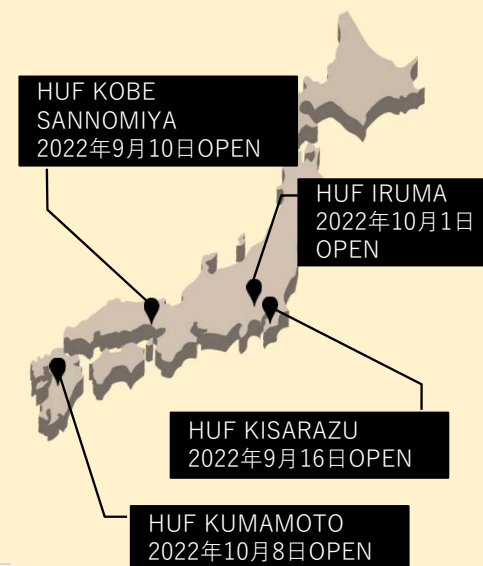 HUF KOBE
SANNOMIYA
2022年9月10日OPEN
HUF IRUMA
2022年10月1日
OPEN
HUF KISARAZU
2022年9月16日OPEN
HUF KUMAMOTO
2022年10月8日OPEN